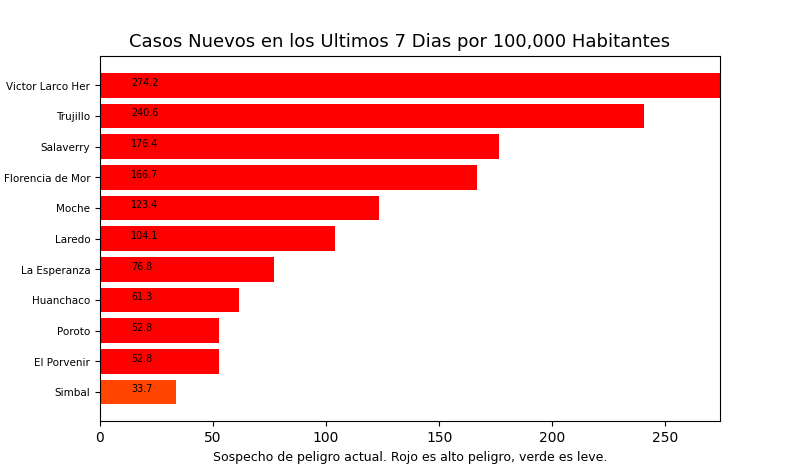 Casos Nuevos en los Ultimos 7 Dias por 100,000 Habitantes
Victor Larco Her 274.2
Trujillo 240.6
Salaverry 176.4
Florencia de Mor 166.7
Moche 123.4
Laredo 104.1
La Esperanza 76.8
Huanchaco 61.3
Poroto 52.8
El Porvenir 52.8
Simbal 33.7
0 50 100 150 200 250
Sospecho de peligro actual. Rojo es alto peligro, verde es leve.